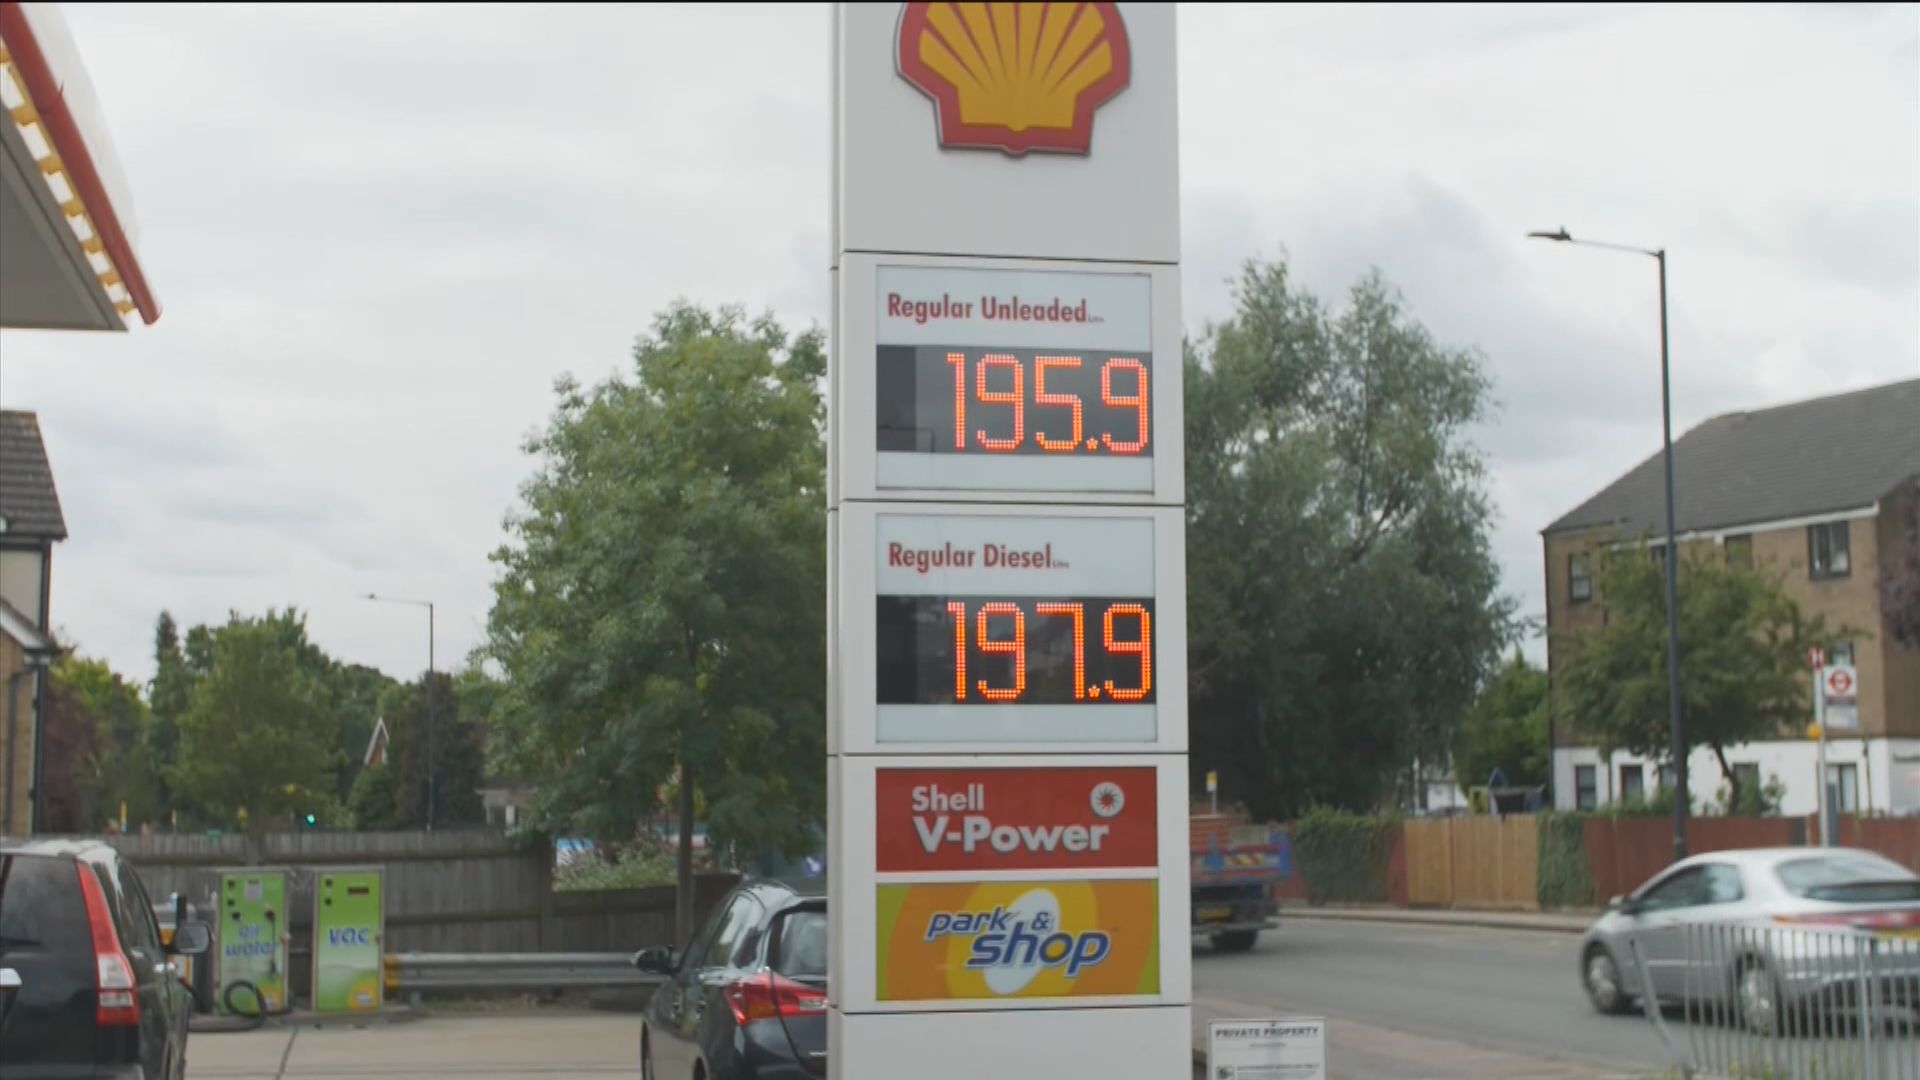 Regular Unleaded
195.9
Regular Diesel
197.9
Shell
V-Power
park &
shop
air
water
vac
PRIVATE PROPERTY